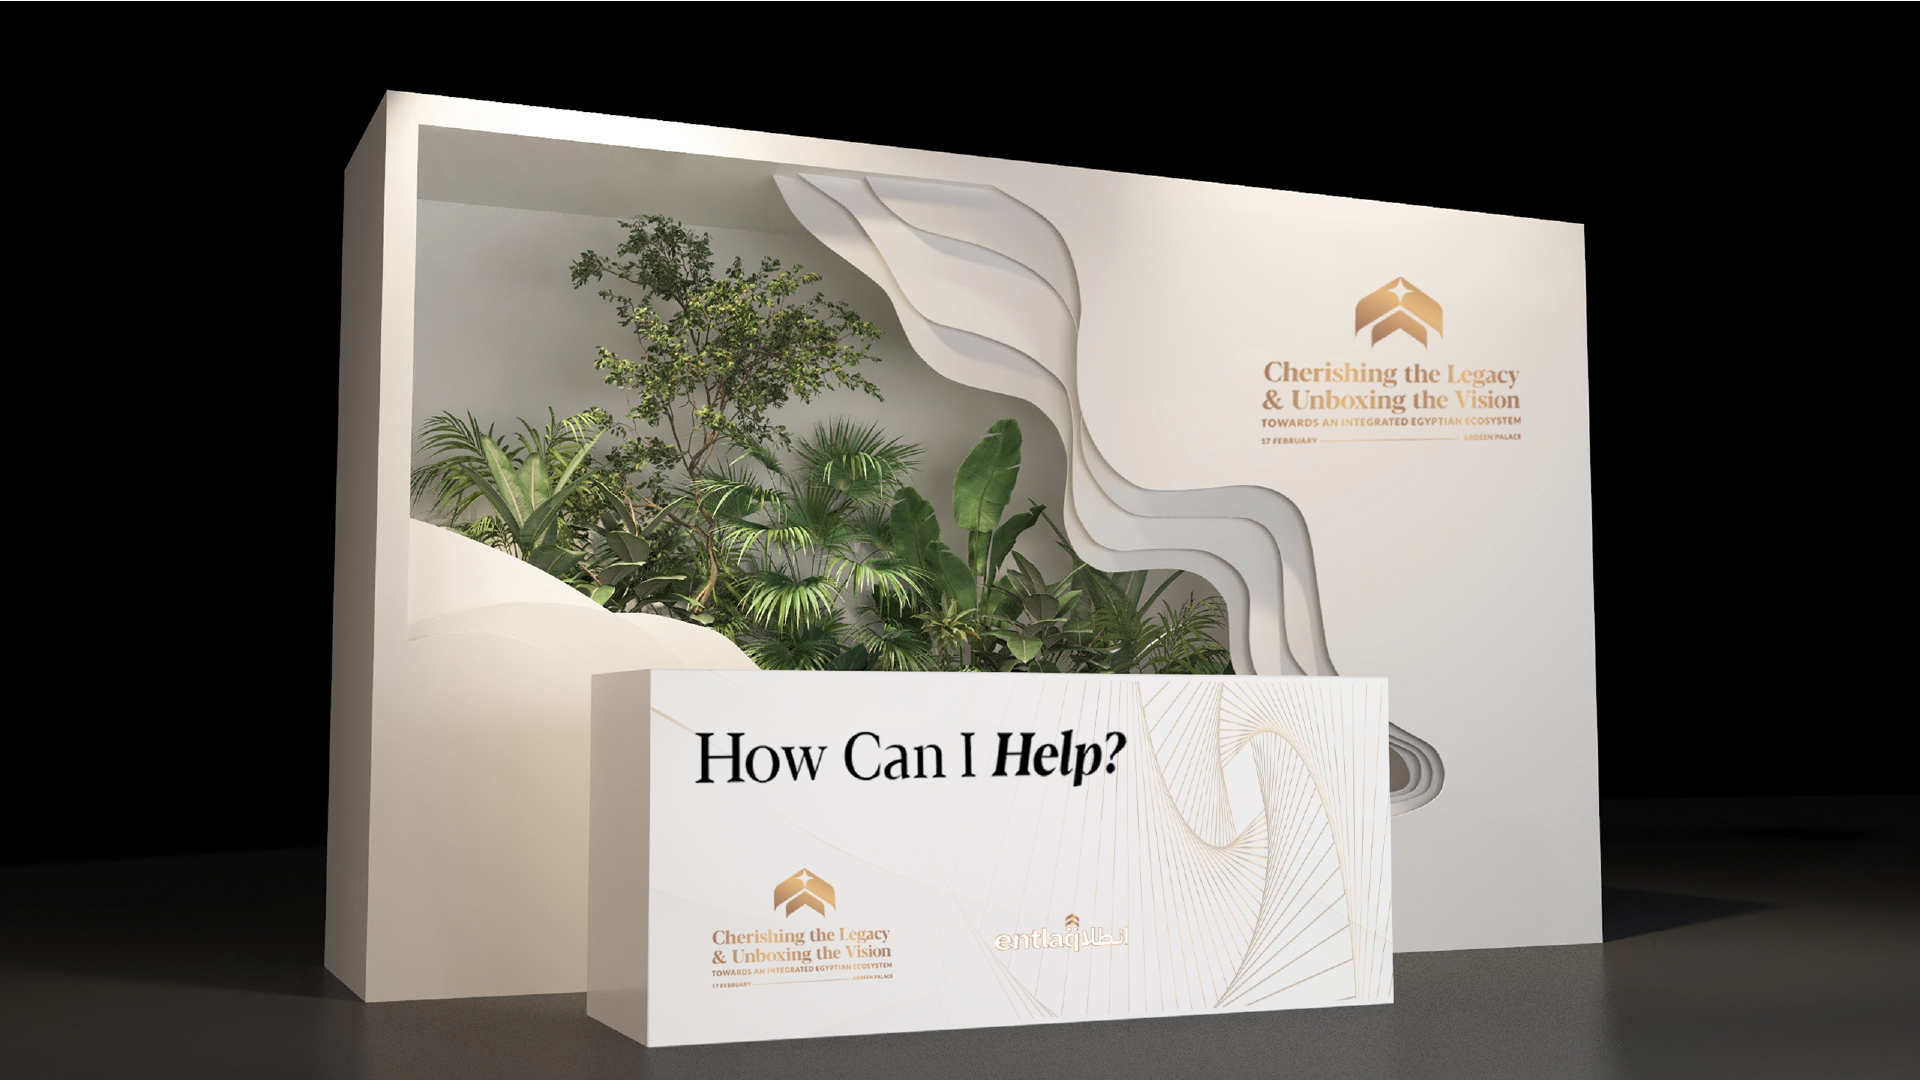 Cherishing the Legacy
& Unboxing the Vision
TOWARDS AN INTEGRATED EGYPTIAN ECOSYSTEM
17 FEBRUARY ABDEEN PALACE
How Can I Help?
Cherishing the Legacy
& Unboxing the Vision
TOWARDS AN INTEGRATED EGYPTIAN ECOSYSTEM
17 FEBRUARY ABDEEN PALACE
entlaq انطلاق